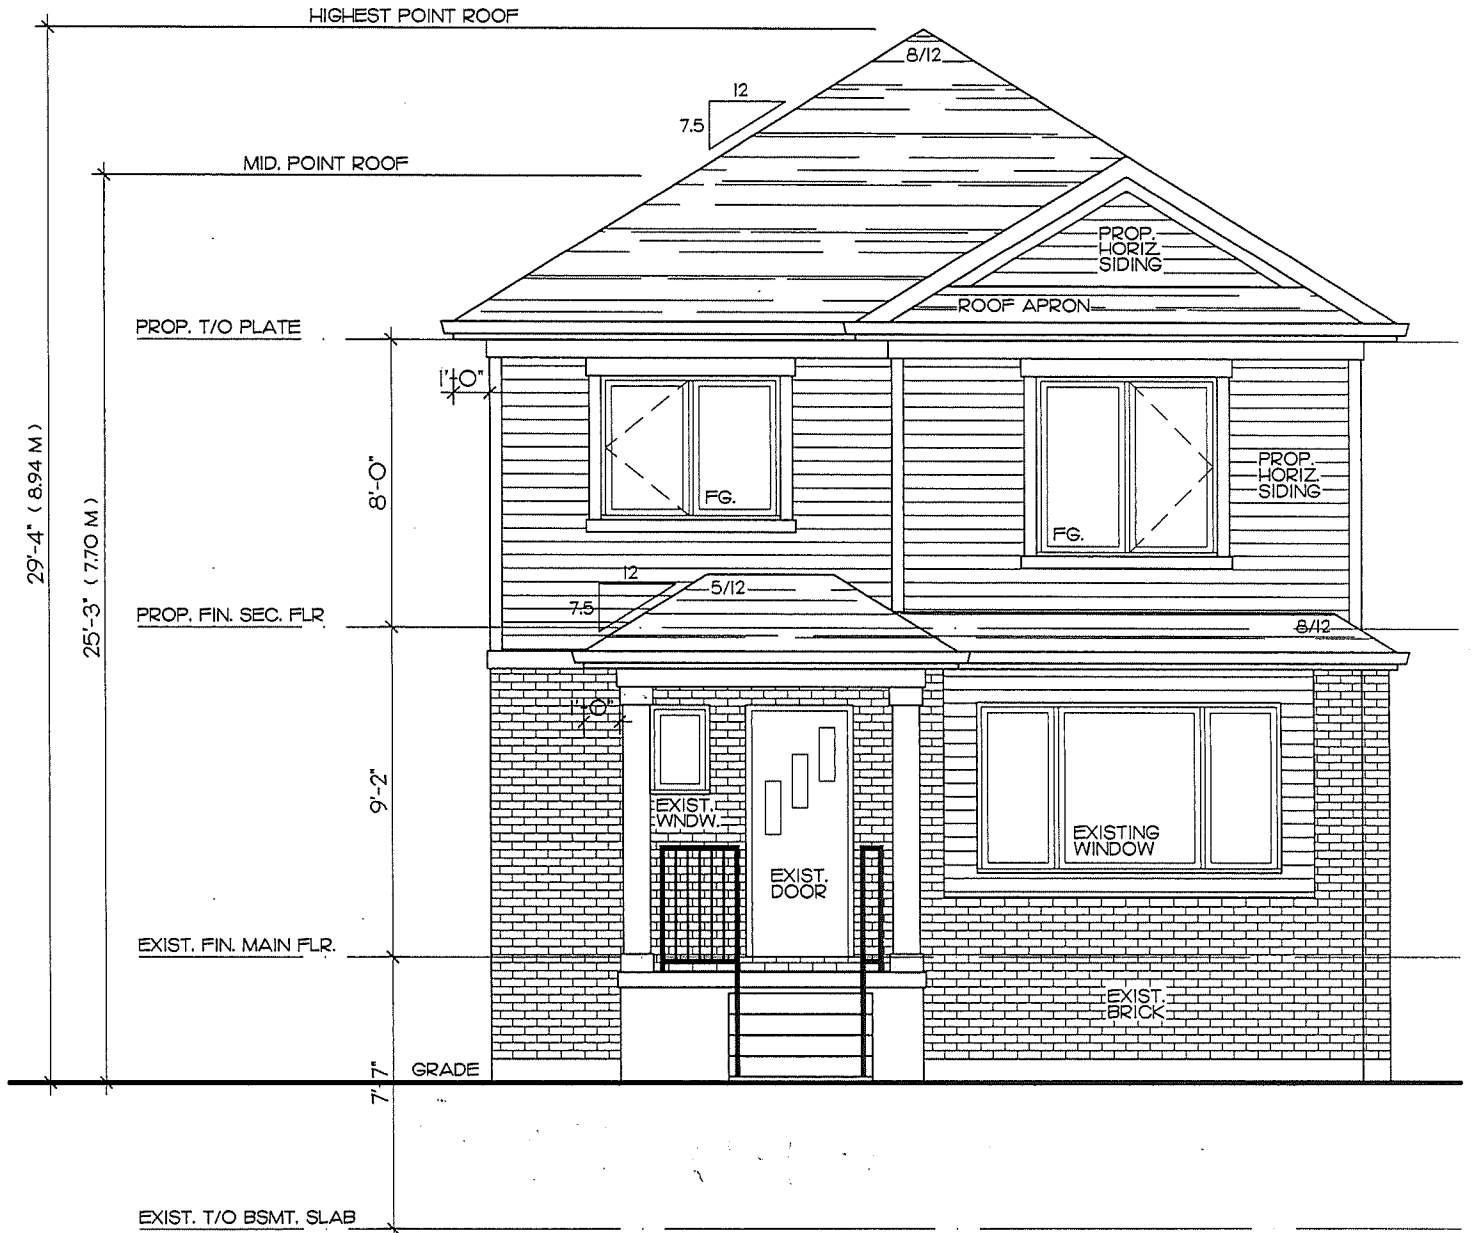 HIGHEST POINT ROOF
8/12
12
7.5
MID. POINT ROOF
PROP.
HORIZ.
SIDING
ROOF APRON
PROP. T/O PLATE
1'-0"
29'-4" ( 8.94 M )
25'-3" ( 7.70 M )
8'-0"
FG.
FG.
PROP.
HORIZ.
SIDING
12
7.5
5/12
PROP. FIN. SEC. FLR
8/12
1'-0"
9'-2"
EXIST.
WNDW.
EXIST.
DOOR
EXISTING
WINDOW
EXIST. FIN. MAIN FLR.
EXIST.
BRICK
GRADE
7'-7"
EXIST. T/O BSMT. SLAB